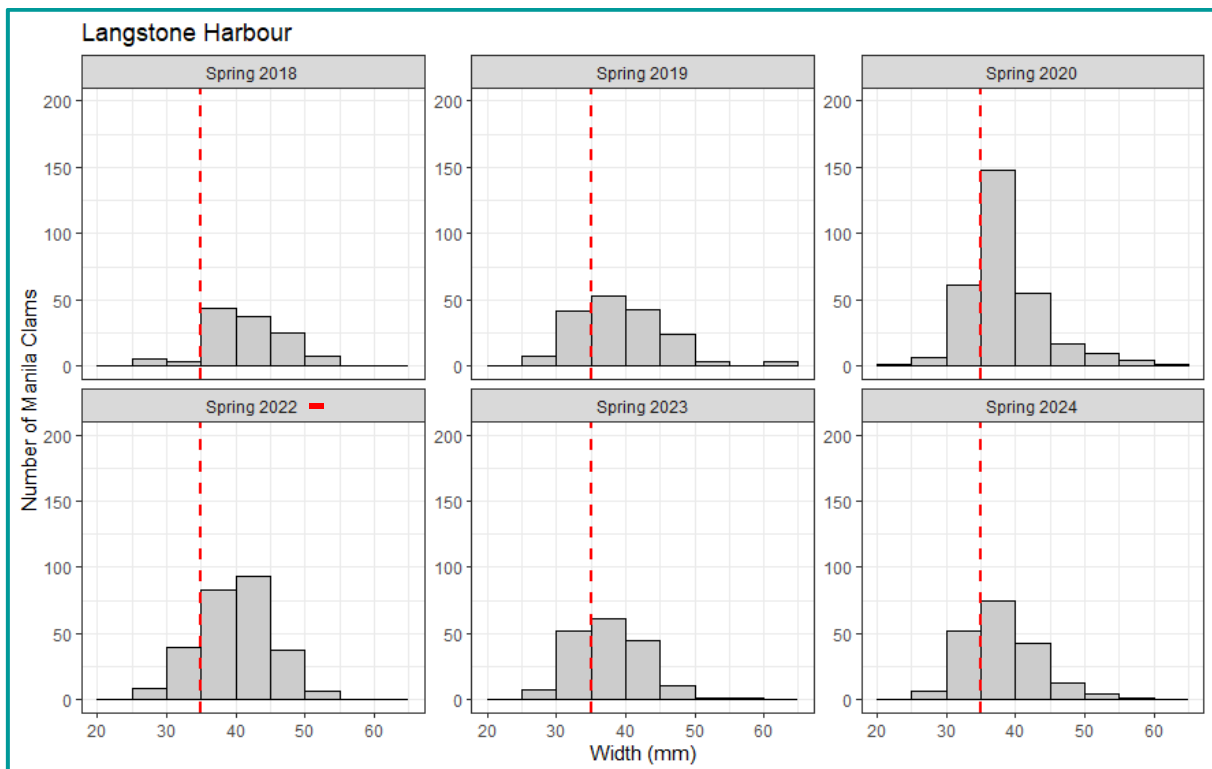 Langstone Harbour
Spring 2018 Spring 2019 Spring 2020
200 200 200
150 150 150
100 100 100
50 50 50
0 0 0
Number of Manila Clams
Spring 2022 Spring 2023 Spring 2024
200 200 200
150 150 150
100 100 100
50 50 50
0 0 0
20 30 40 50 60 20 30 40 50 60 20 30 40 50 60
Width (mm)